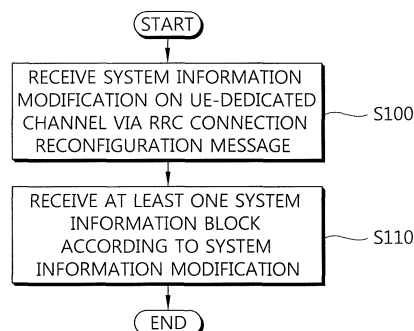 START
RECEIVE SYSTEM INFORMATION
MODIFICATION ON UE-DEDICATED
CHANNEL VIA RRC CONNECTION
RECONFIGURATION MESSAGE
S100
RECEIVE AT LEAST ONE SYSTEM
INFORMATION BLOCK
ACCORDING TO SYSTEM
INFORMATION MODIFICATION
S110
END